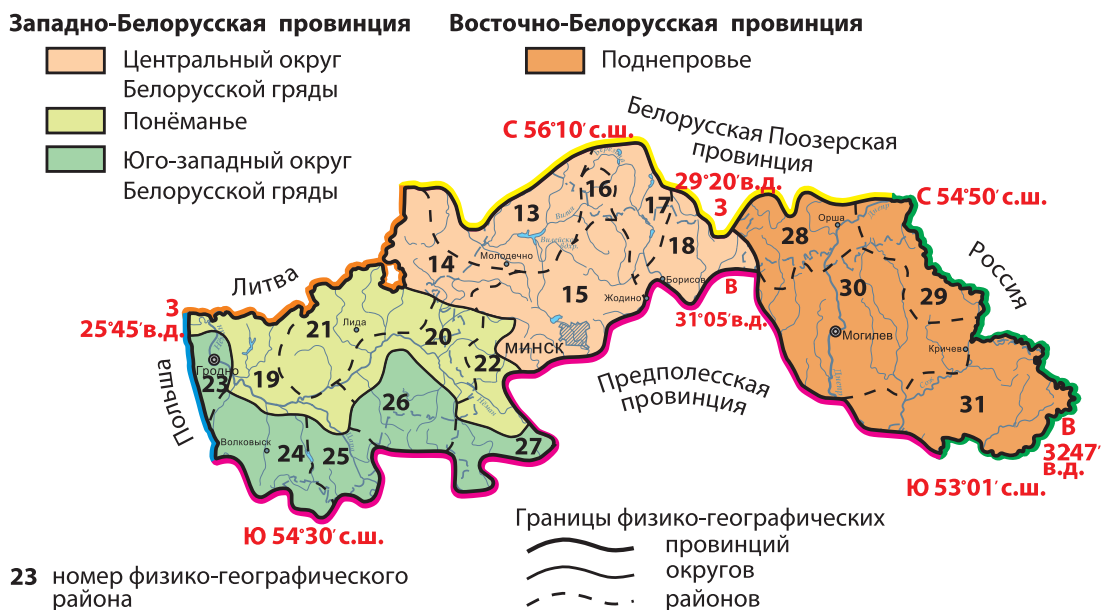 Западно-Белорусская провинция
Восточно-Белорусская провинция
Центральный округ
Белорусской гряды
Понёманье
Юго-западный округ
Белорусской гряды
Поднепровье
Белорусская Поозерская
провинция
С 56°10′ с.ш.
29°20′в.д.
З
С 54°50′ с.ш.
Россия
Литва
З
25°45′в.д.
Польша
В
31°05′в.д.
Предполесская
провинция
В
3247′
в.д.
Ю 53°01′ с.ш.
Ю 54°30′ с.ш.
13
14
15
16
17
18
19
20
21
22
23
24
25
26
27
28
29
30
31
Молодечно
Вилия
Борисов
Жодино
МИНСК
Лида
Гродно
Волковыск
Неман
Орша
Днепр
Могилев
Кричев
Днепр
Границы физико-географических
провинций
округов
районов
23 номер физико-географического
района